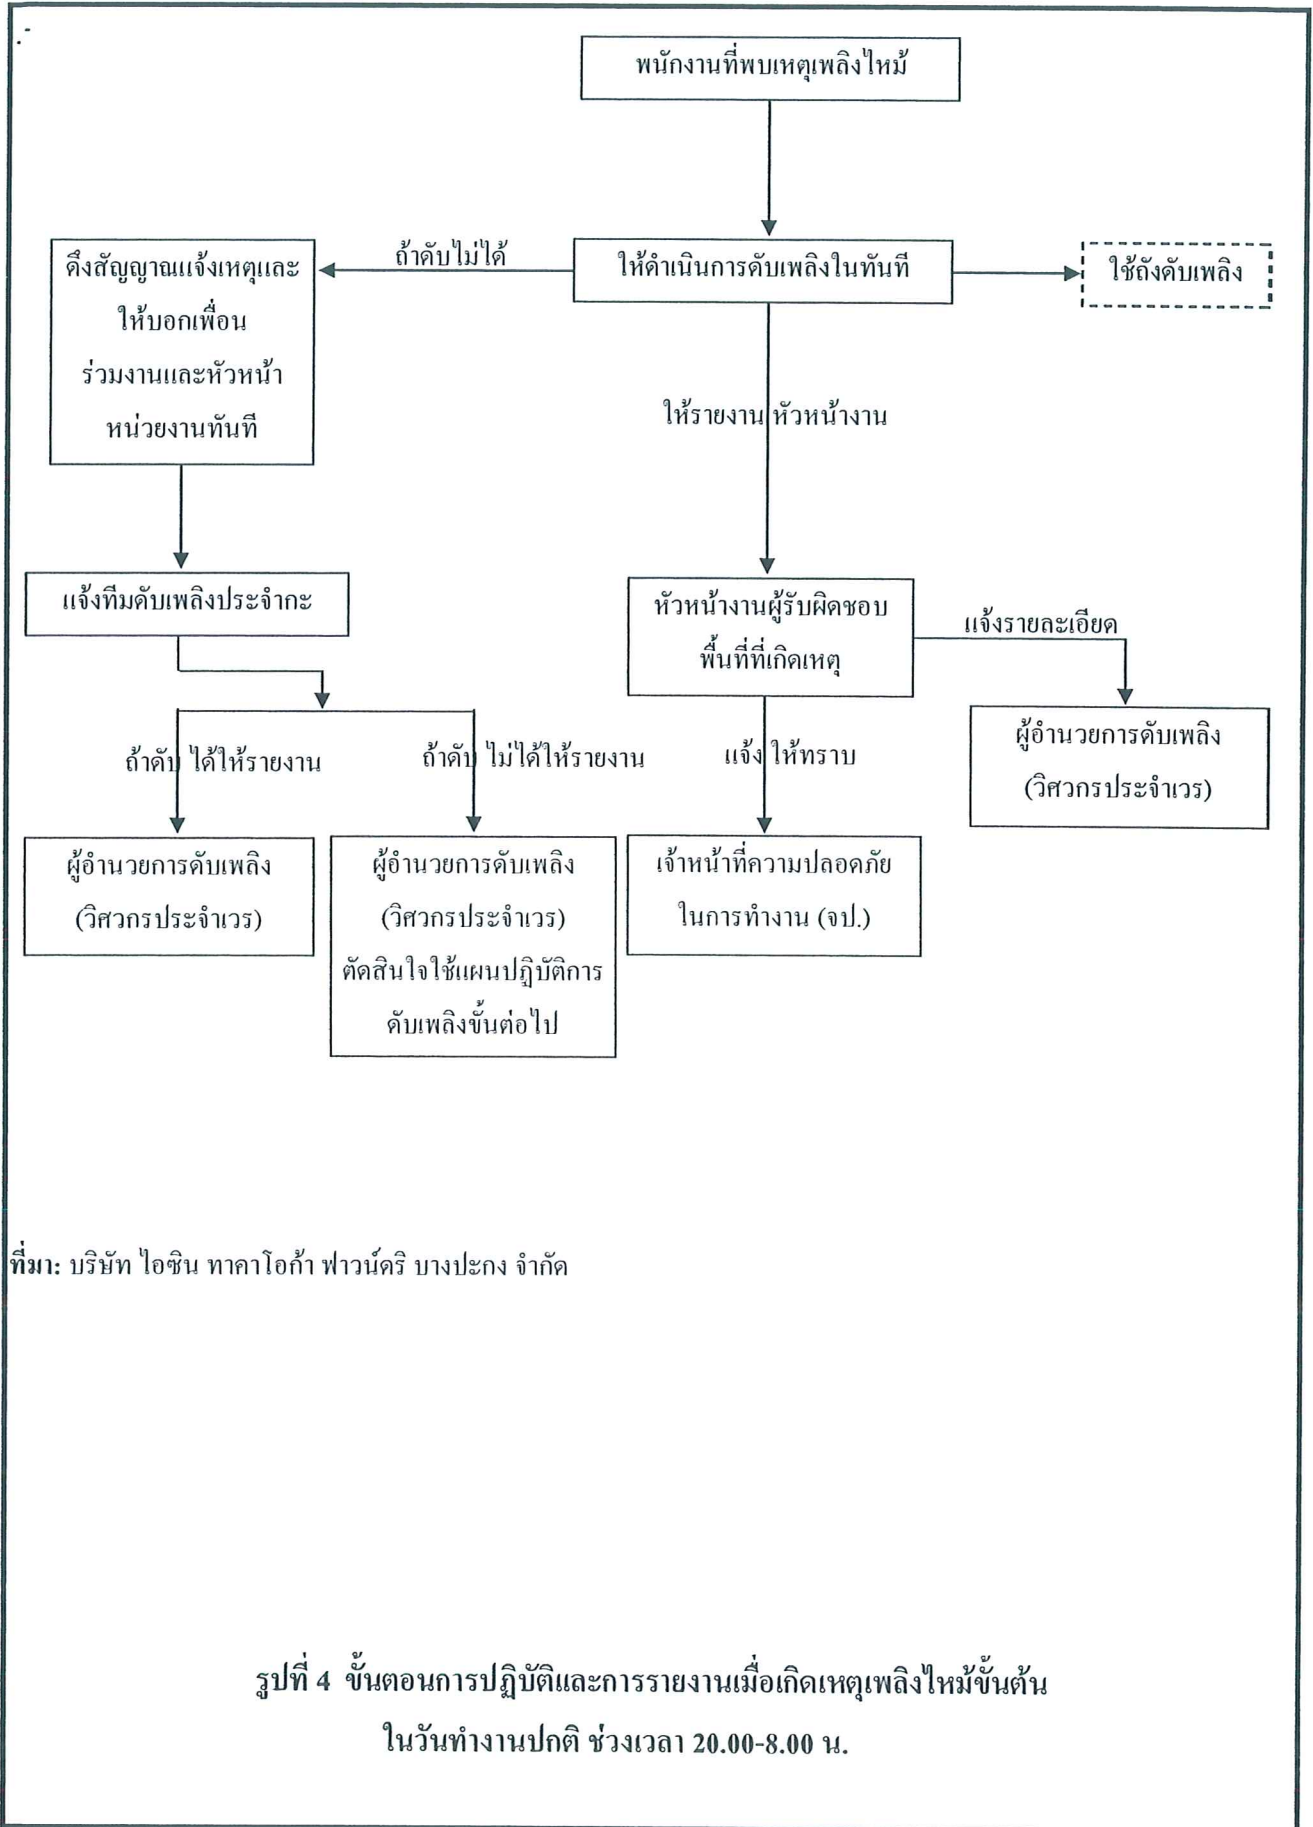 พนักงานที่พบเหตุเพลิงไหม้
ดึงสัญญาณแจ้งเหตุและ
ให้บอกเพื่อน
ร่วมงานและหัวหน้า
หน่วยงานทันที
ถ้าดับไม่ได้
ให้ดำเนินการดับเพลิงในทันที
ใช้ถังดับเพลิง
ให้รายงาน หัวหน้างาน
แจ้งทีมดับเพลิงประจำกะ
หัวหน้างานผู้รับผิดชอบ
พื้นที่ที่เกิดเหตุ
แจ้งรายละเอียด
ผู้อำนวยการดับเพลิง
(วิศวกรประจำเวร)
ถ้าดับ ได้ให้รายงาน
ถ้าดับ ไม่ได้ให้รายงาน
แจ้ง ให้ทราบ
ผู้อำนวยการดับเพลิง
(วิศวกรประจำเวร)
ผู้อำนวยการดับเพลิง
(วิศวกรประจำเวร)
ตัดสินใจใช้แผนปฏิบัติการ
ดับเพลิงขั้นต่อไป
เจ้าหน้าที่ความปลอดภัย
ในการทำงาน (จป.)
ที่มา: บริษัท ไอซิน ทาคาโอก้า ฟาวน์ดริ บางปะกง จำกัด
รูปที่ 4 ขั้นตอนการปฏิบัติและการรายงานเมื่อเกิดเหตุเพลิงไหม้ขั้นต้น
ในวันทำงานปกติ ช่วงเวลา 20.00-8.00 น.